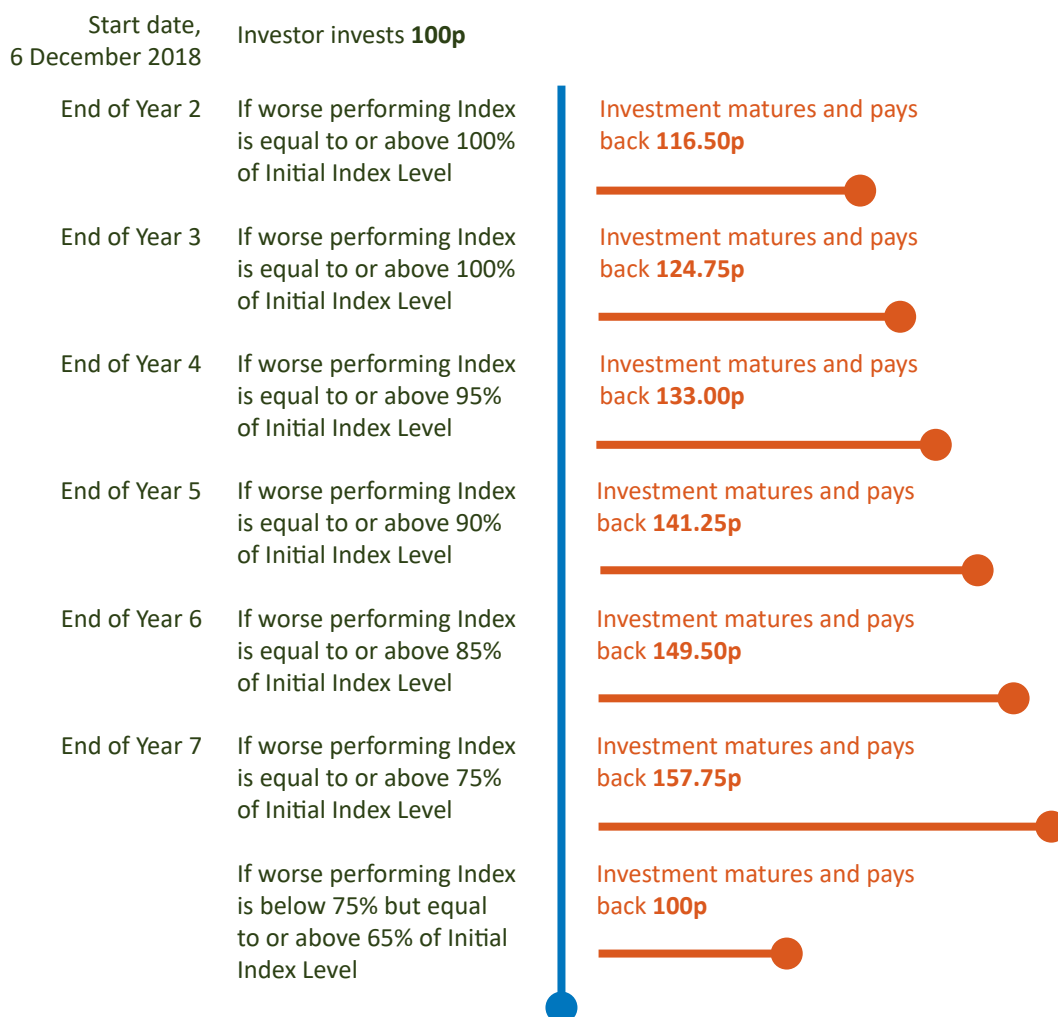 Start date,
6 December 2018
Investor invests 100p
End of Year 2
If worse performing Index
is equal to or above 100%
of Initial Index Level
Investment matures and pays
back 116.50p
End of Year 3
If worse performing Index
is equal to or above 100%
of Initial Index Level
Investment matures and pays
back 124.75p
End of Year 4
If worse performing Index
is equal to or above 95%
of Initial Index Level
Investment matures and pays
back 133.00p
End of Year 5
If worse performing Index
is equal to or above 90%
of Initial Index Level
Investment matures and pays
back 141.25p
End of Year 6
If worse performing Index
is equal to or above 85%
of Initial Index Level
Investment matures and pays
back 149.50p
End of Year 7
If worse performing Index
is equal to or above 75%
of Initial Index Level
Investment matures and pays
back 157.75p
If worse performing Index
is below 75% but equal
to or above 65% of Initial
Index Level
Investment matures and pays
back 100p